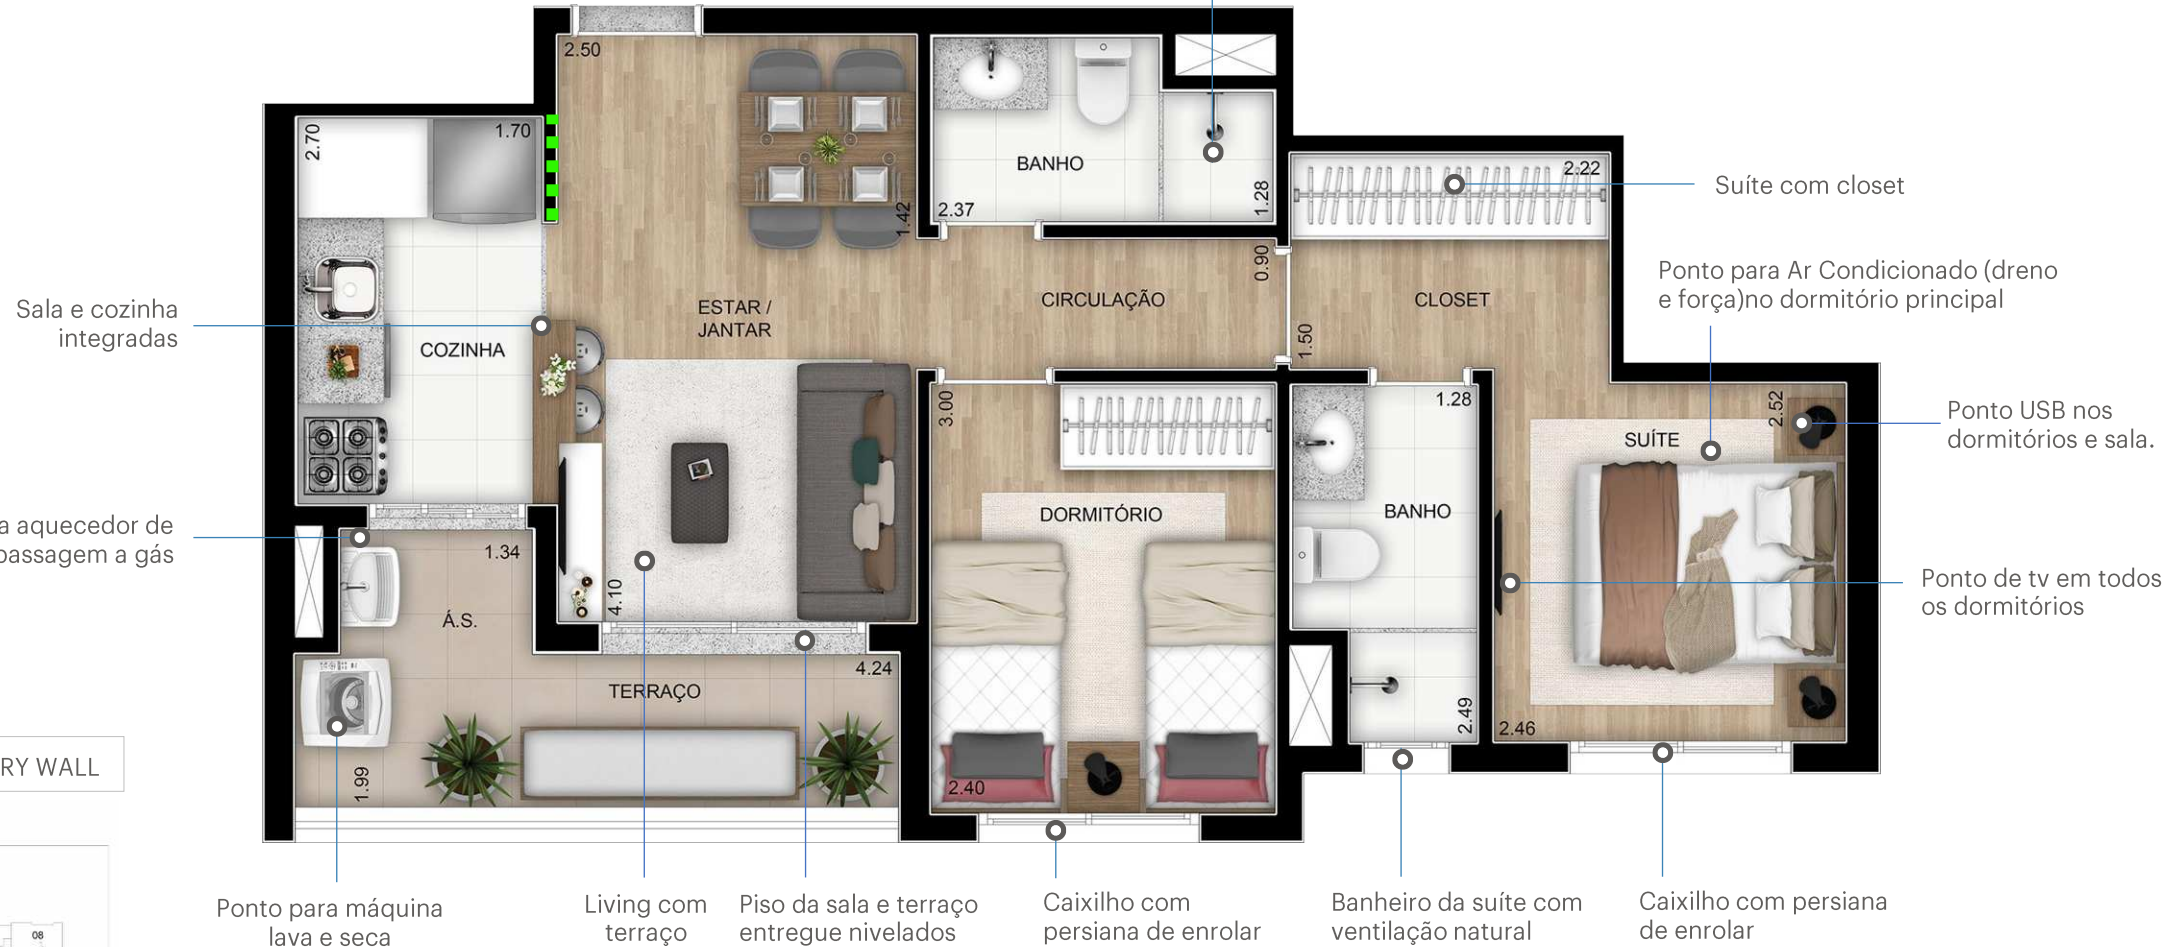 2.50
2.70
1.70
1.42
BANHO
2.37
1.28
2.22
Suíte com closet
Ponto para Ar Condicionado (dreno
e força)no dormitório principal
Sala e cozinha
integradas
COZINHA
ESTAR /
JANTAR
CIRCULAÇÃO
0.90
1.50
CLOSET
3.00
1.28
2.52
SUÍTE
Ponto USB nos
dormitórios e sala.
DORMITÓRIO
BANHO
a aquecedor de
passagem a gás
1.34
4.10
Á.S.
Ponto de tv em todos
os dormitórios
4.24
TERRAÇO
2.49
2.46
1.99
2.40
RY WALL
Ponto para máquina
lava e seca
Living com
terraço
Piso da sala e terraço
entregue nivelados
Caixilho com
persiana de enrolar
Banheiro da suíte com
ventilação natural
Caixilho com persiana
de enrolar
08